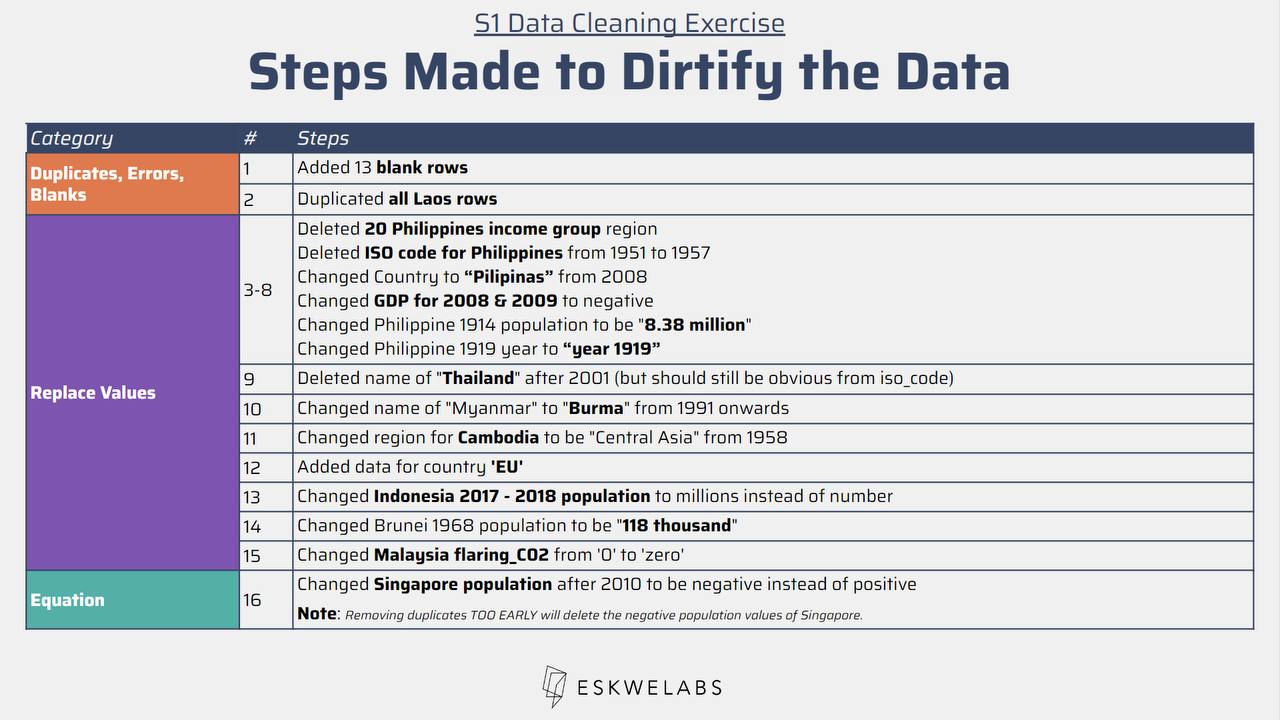 S1 Data Cleaning Exercise
Steps Made to Dirtify the Data
Category # Steps
Duplicates, Errors,
Blanks
1 Added 13 blank rows
2 Duplicated all Laos rows
Replace Values
3-8
Deleted 20 Philippines income group region
Deleted ISO code for Philippines from 1951 to 1957
Changed Country to “Pilipinas” from 2008
Changed GDP for 2008 & 2009 to negative
Changed Philippine 1914 population to be "8.38 million"
Changed Philippine 1919 year to “year 1919”
9 Deleted name of "Thailand" after 2001 (but should still be obvious from iso_code)
10 Changed name of "Myanmar" to "Burma" from 1991 onwards
11 Changed region for Cambodia to be "Central Asia" from 1958
12 Added data for country 'EU'
13 Changed Indonesia 2017 - 2018 population to millions instead of number
14 Changed Brunei 1968 population to be "118 thousand"
15 Changed Malaysia flaring_CO2 from '0' to 'zero'
Equation
16
Changed Singapore population after 2010 to be negative instead of positive
Note: Removing duplicates TOO EARLY will delete the negative population values of Singapore.
ESKWELABS